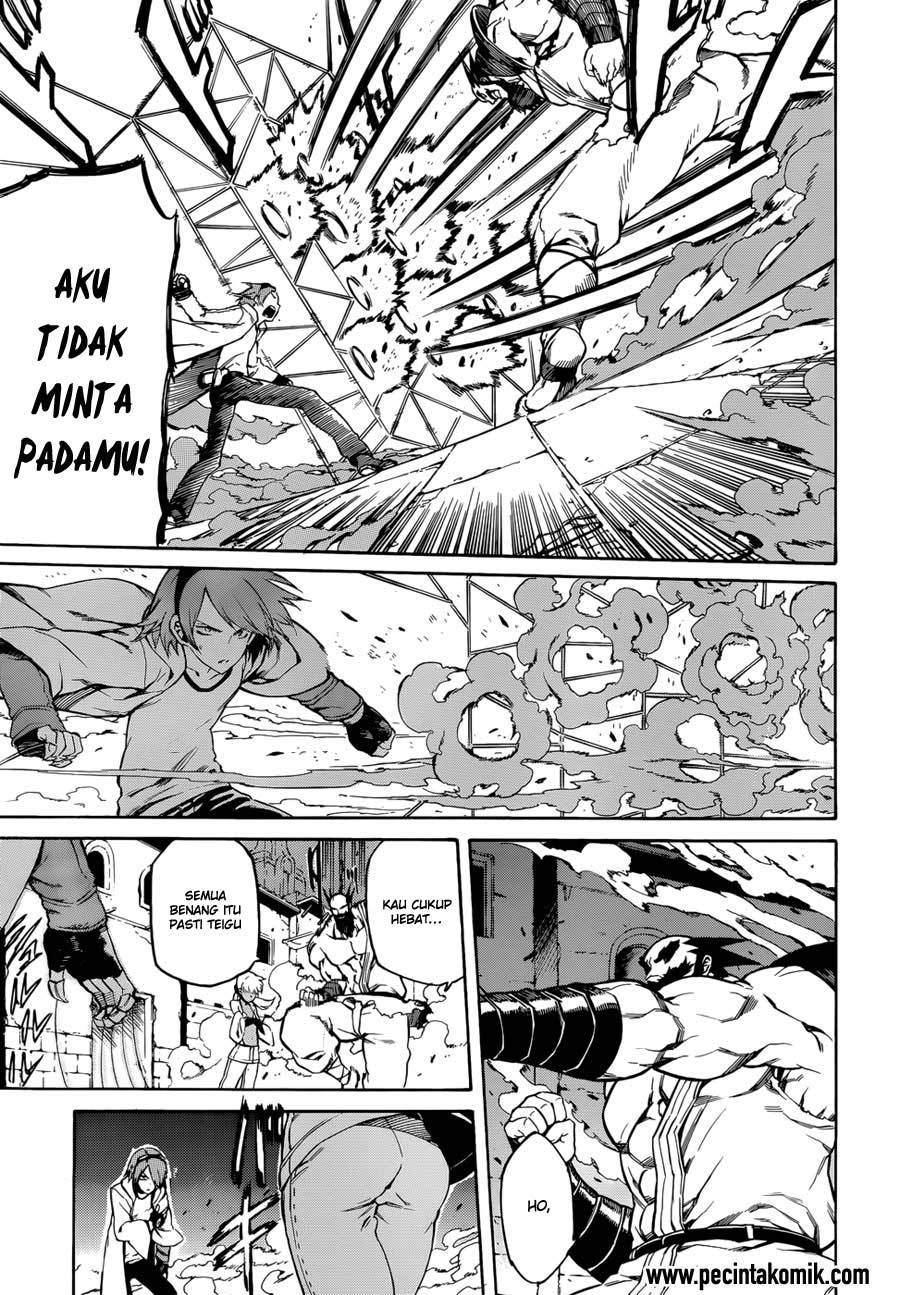 AKU
TIDAK
MINTA
PADAMU!
HO,
KAU CUKUP
HEBAT...
SEMUA
BENANG ITU
PASTI TEIGU
www.pecintakomik.com